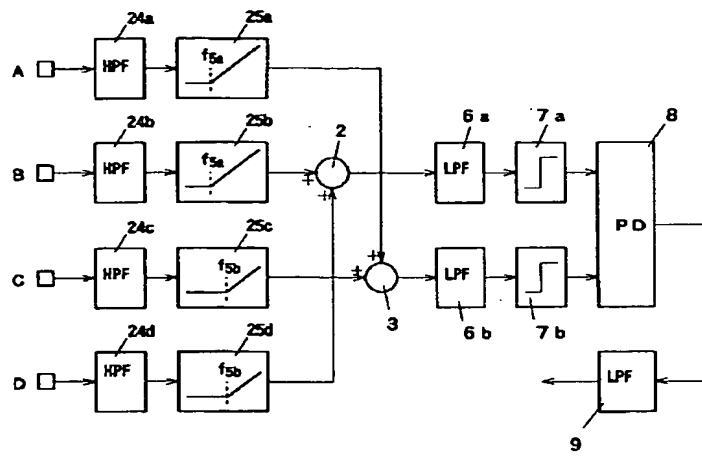 24a
25a
A
HPF
f5a
24b
25b
2
6a
7a
8
B
HPF
f5a
+
+
LPF
PD
24c
25c
C
HPF
f5b
+
+
3
LPF
6b
7b
24d
25d
D
HPF
f5b
LPF
9